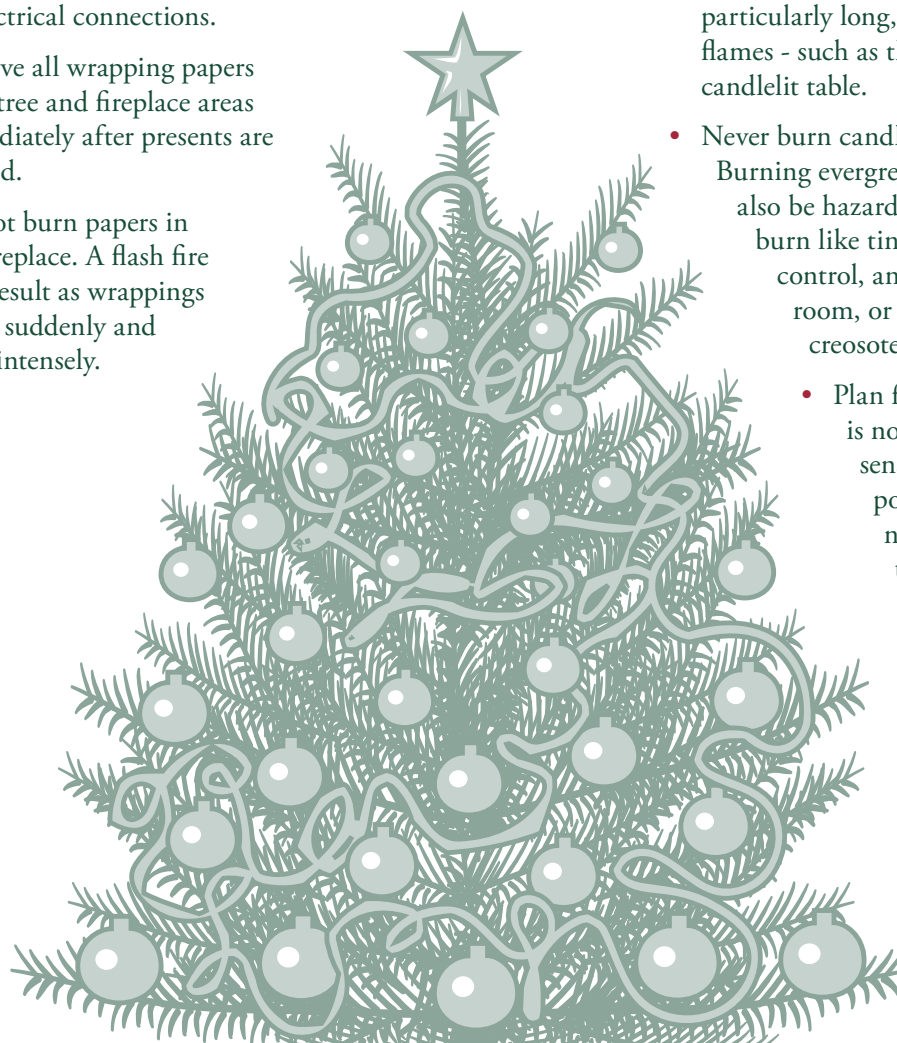 ctrical connections.
ve all wrapping papers
tree and fireplace areas
diately after presents are
d.
ot burn papers in
replace. A flash fire
esult as wrappings
suddenly and
intensely.
particularly long,
flames - such as th
candlelit table.
• Never burn candl
Burning evergre
also be hazard
burn like tin
control, an
room, or
creosote
• Plan f
is no
sen
po
n
t